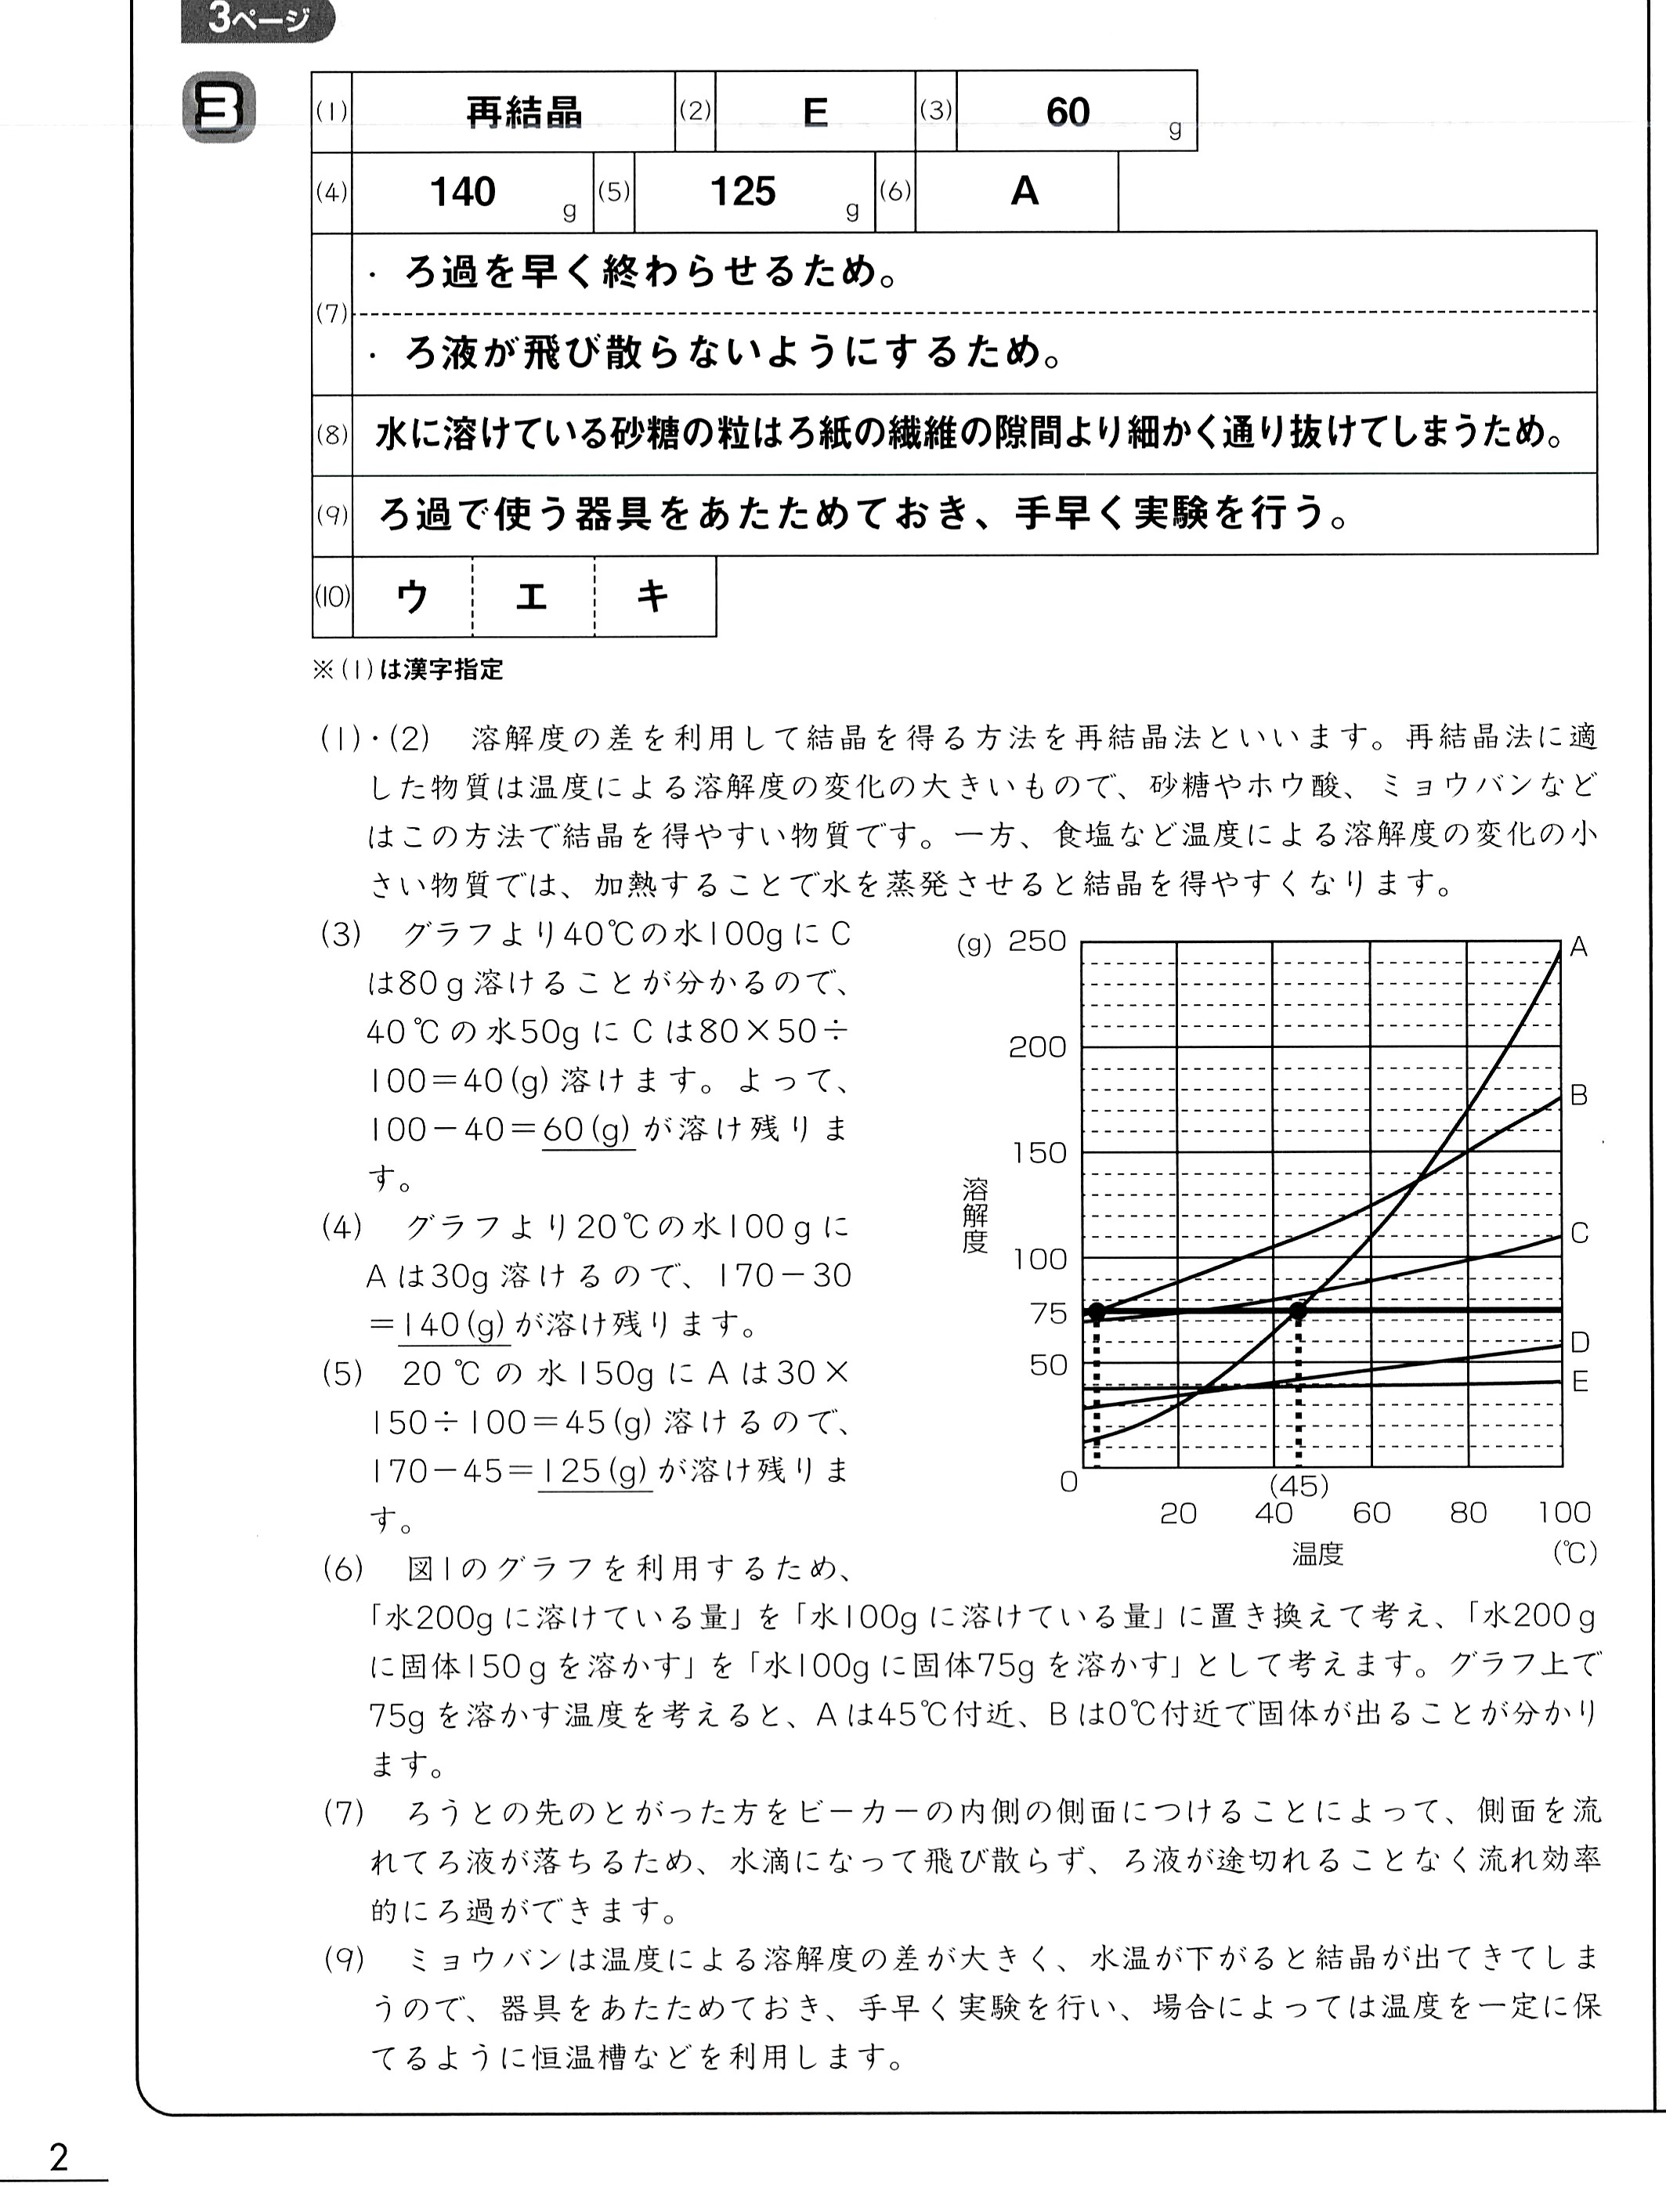 3ページ
3
(1) 再結晶 (2) E (3) 60 g
(4) 140 g (5) 125 g (6) A
(7) ・ ろ過を早く終わらせるため。
・ ろ液が飛び散らないようにするため。
(8) 水に溶けている砂糖の粒はろ紙の繊維の隙間より細かく通り抜けてしまうため。
(9) ろ過で使う器具をあたためておき、手早く実験を行う。
(10) ウ エ キ
※(1)は漢字指定
(1)・(2) 溶解度の差を利用して結晶を得る方法を再結晶法といいます。再結晶法に適
した物質は温度による溶解度の変化の大きいもので、砂糖やホウ酸、ミョウバンなど
はこの方法で結晶を得やすい物質です。一方、食塩など温度による溶解度の変化の小
さい物質では、加熱することで水を蒸発させると結晶を得やすくなります。
(3) グラフより40℃の水100gにC
は80g溶けることが分かるので、
40℃の水50gにCは80×50÷
100=40(g)溶けます。よって、
100-40=60(g)が溶け残りま
す。
(4) グラフより20℃の水100gに
Aは30g溶けるので、170-30
=140(g)が溶け残ります。
(5) 20℃の水150gにAは30×
150÷100=45(g)溶けるので、
170-45=125(g)が溶け残りま
す。
(g) 250
200
150
100
75
50
0
溶解度
A
B
C
D
E
(45)
20 40 60 80 100
温度 (℃)
(6) 図1のグラフを利用するため、
「水200gに溶けている量」を「水100gに溶けている量」に置き換えて考え、「水200g
に固体150gを溶かす」を「水100gに固体75gを溶かす」として考えます。グラフ上で
75gを溶かす温度を考えると、Aは45℃付近、Bは0℃付近で固体が出ることが分かり
ます。
(7) ろうとの先のとがった方をビーカーの内側の側面につけることによって、側面を流
れてろ液が落ちるため、水滴になって飛び散らず、ろ液が途切れることなく流れ効率
的にろ過ができます。
(9) ミョウバンは温度による溶解度の差が大きく、水温が下がると結晶が出てきてしま
うので、器具をあたためておき、手早く実験を行い、場合によっては温度を一定に保
てるように恒温槽などを利用します。
2